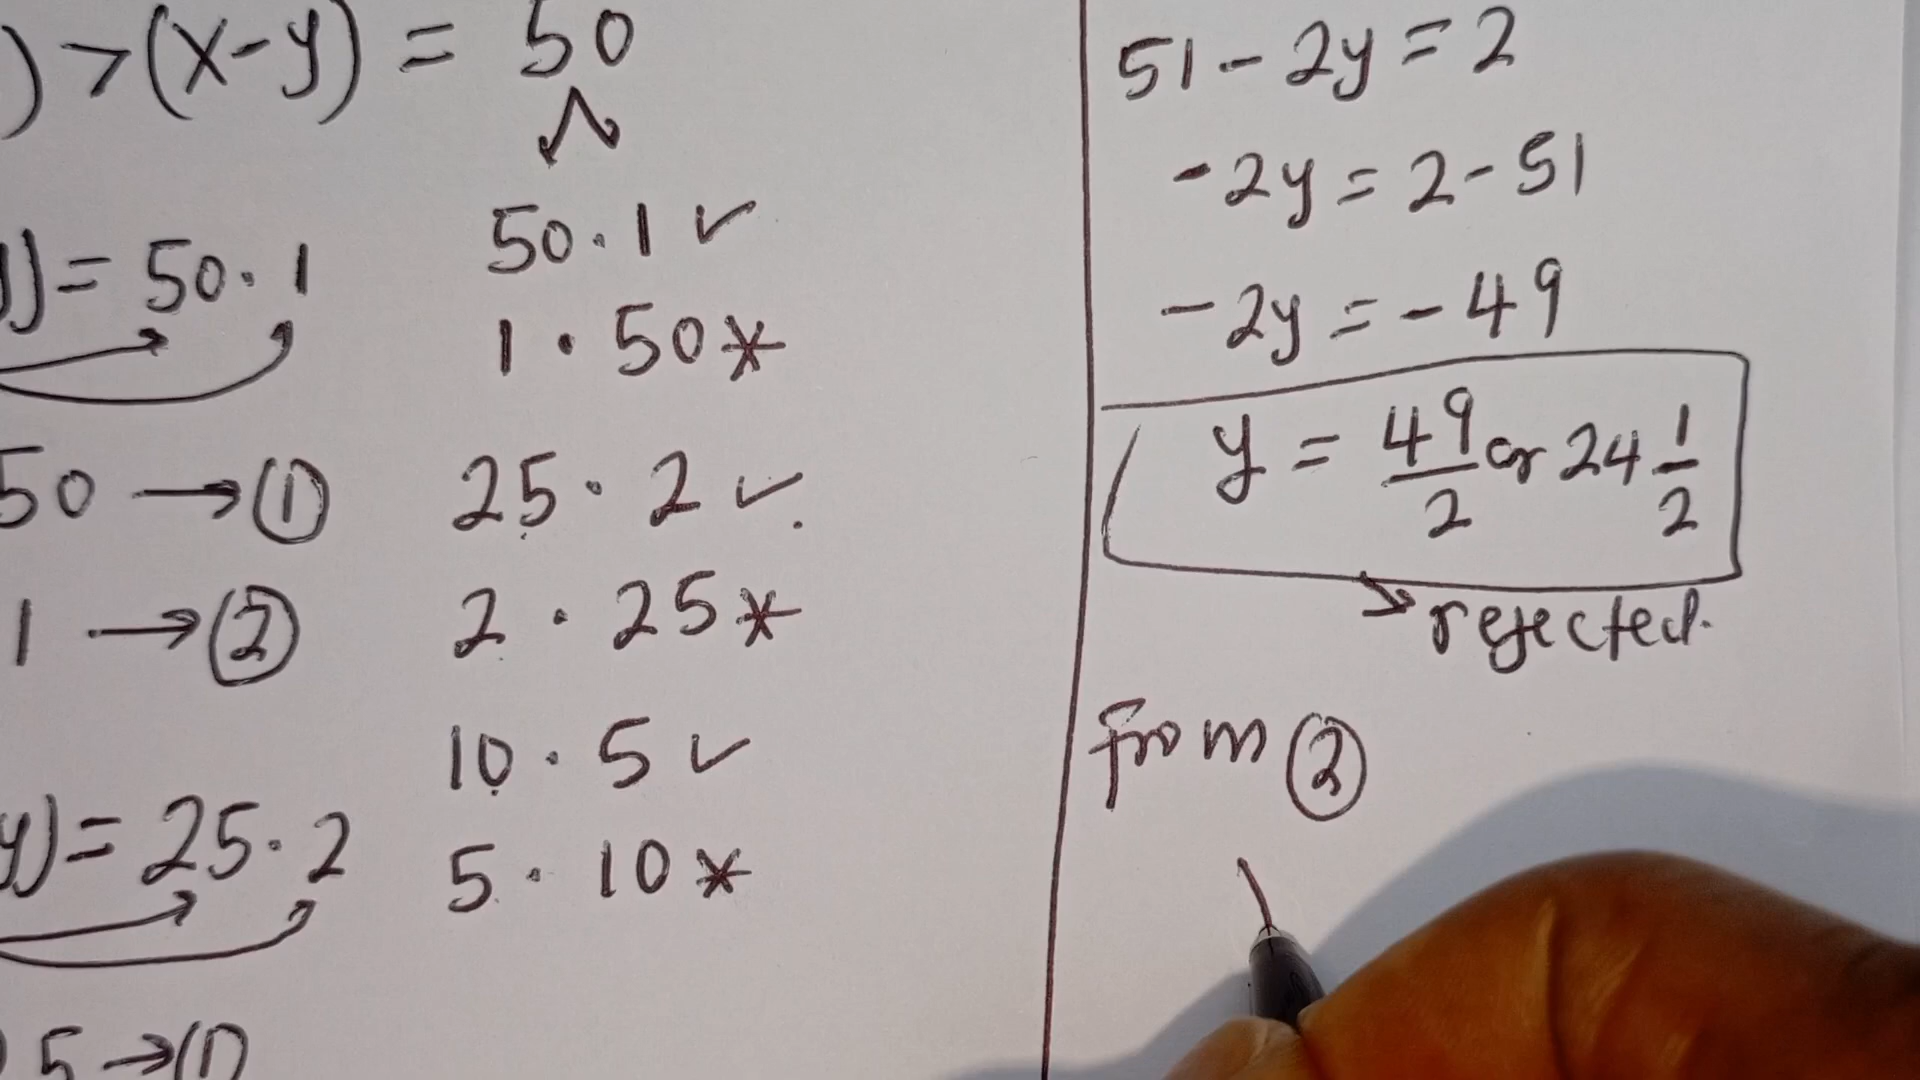 ) > (x-y) = 50
50 . 1 ✓
y) = 50 . 1
1 . 50 *
50 → ①
25 . 2 ✓
1 → ②
2 . 25 *
10 . 5 ✓
y) = 25 . 2
5 . 10 *
5 → ①
51 - 2y = 2
-2y = 2 - 51
-2y = -49
y = 49/2 or 24 1/2
→ rejected.
from ②